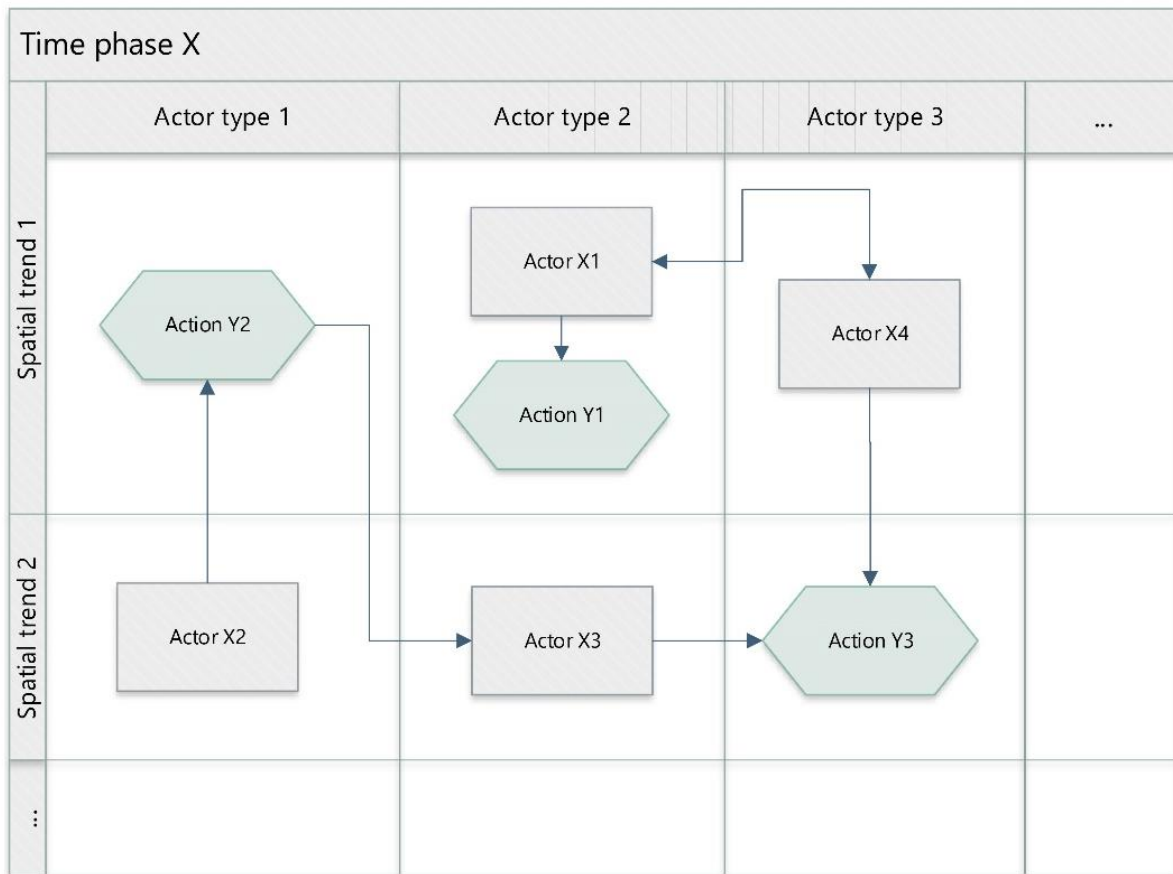 Time phase X
Actor type 1
Actor type 2
Actor type 3
...
Spatial trend 1
Actor X1
Action Y2
Actor X4
Action Y1
Spatial trend 2
Actor X2
Actor X3
Action Y3
...